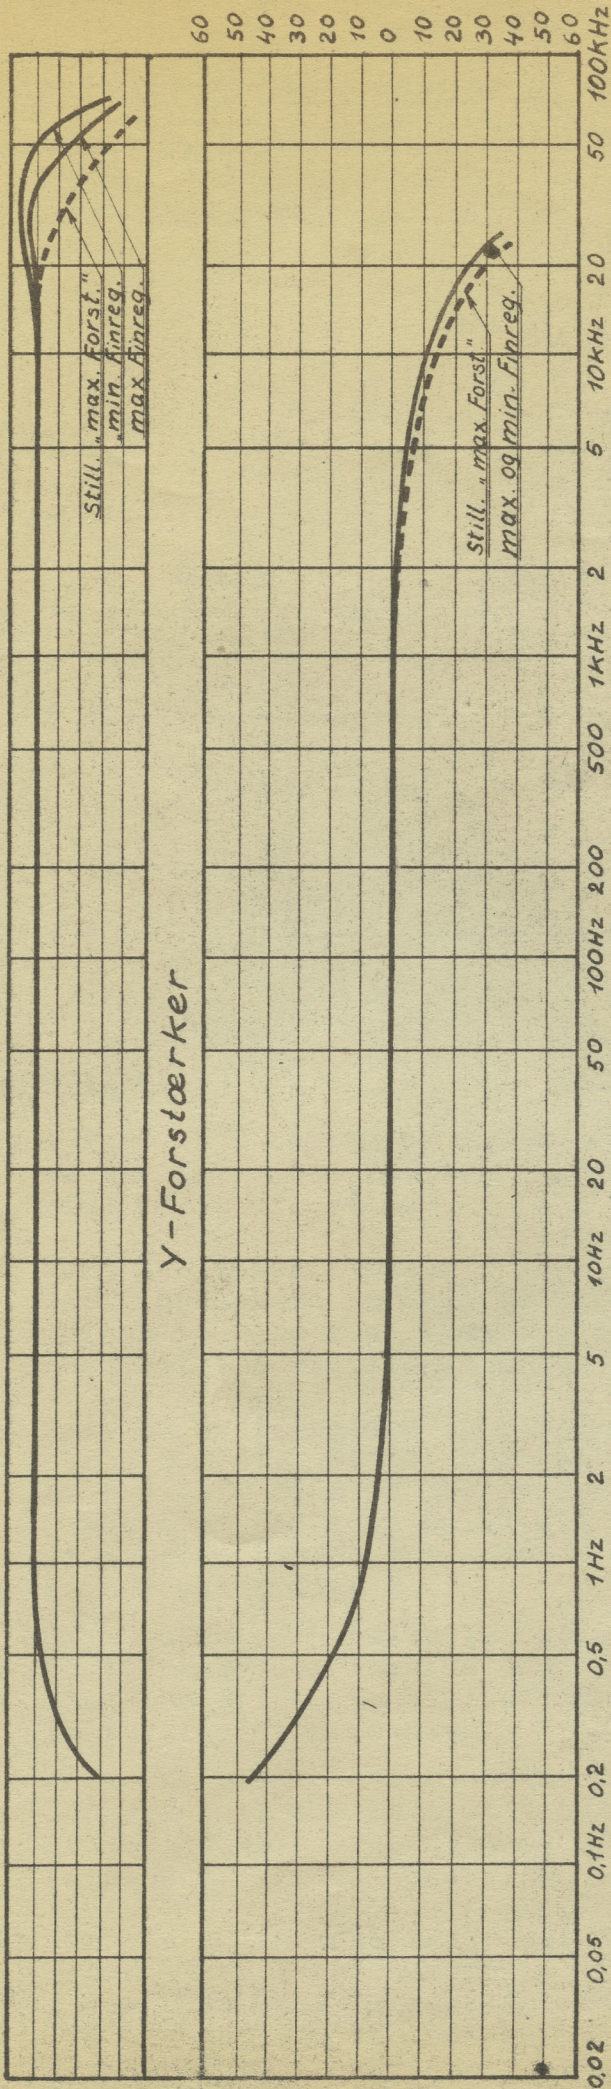 Still. „max. Forst."
„min. Finreg.
max Finreg.
Y-Forstærker
60
50
40
30
20
10
0
10
20
30
40
50
60
Still. „max Forst"
max. og min. Finreg.
0,02
0,05
0,1Hz
0,2
0,5
1Hz
2
5
10Hz
20
50
100Hz
200
500
1kHz
2
5
10kHz
20
50
100kHz